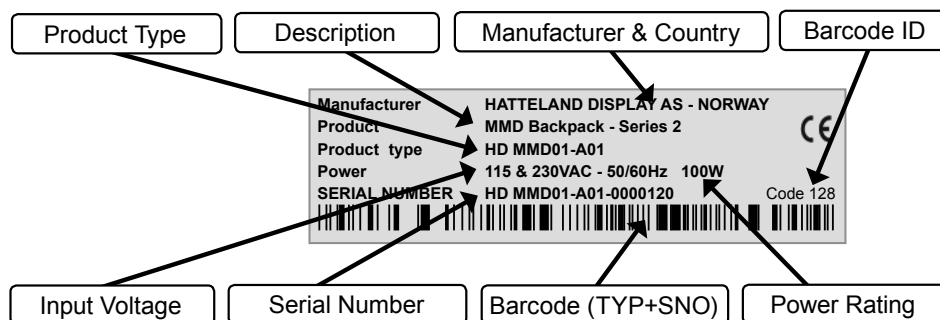 Product Type Description Manufacturer & Country Barcode ID
Manufacturer HATTELAND DISPLAY AS - NORWAY
Product MMD Backpack - Series 2
CE
Product type HD MMD01-A01
Power 115 & 230VAC - 50/60Hz 100W
SERIAL NUMBER HD MMD01-A01-0000120 Code 128
Input Voltage Serial Number Barcode (TYP+SNO) Power Rating